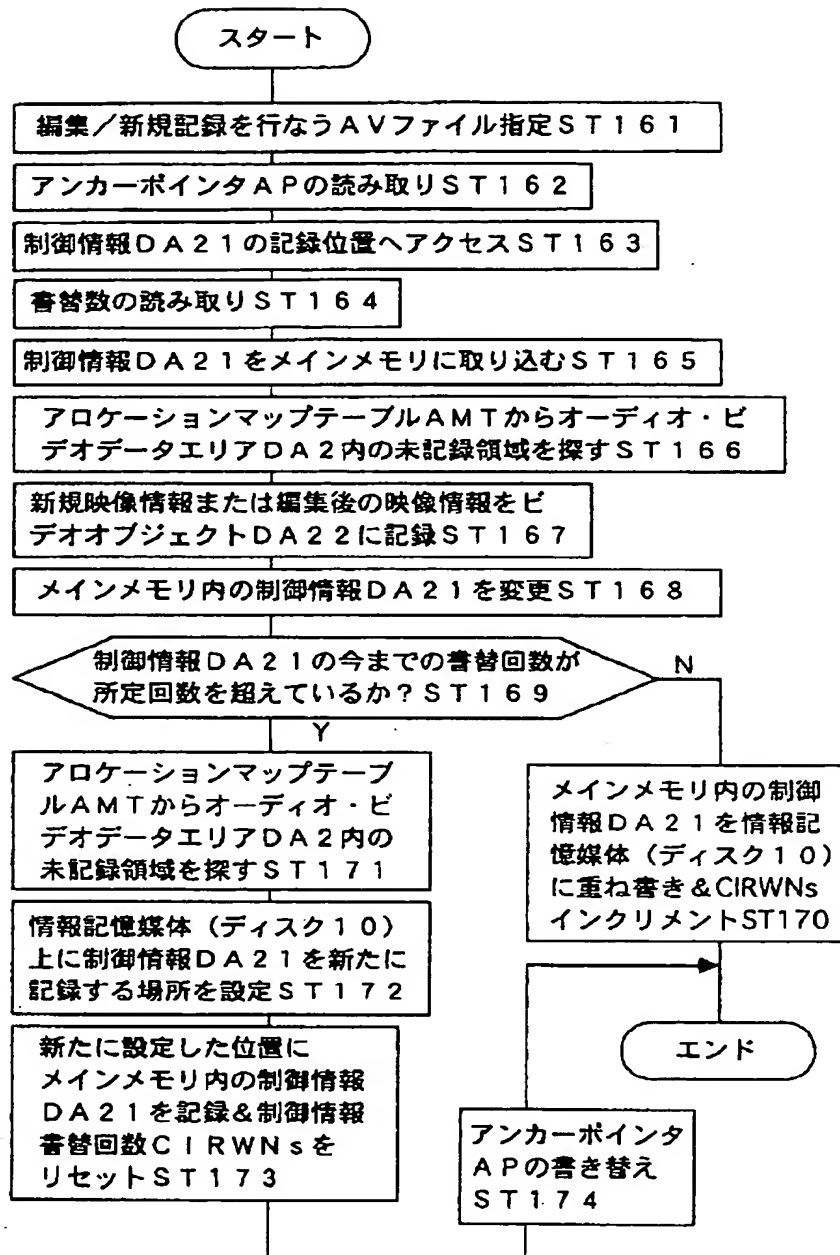 スタート
編集／新規記録を行なうＡＶファイル指定ＳＴ１６１
アンカーポインタＡＰの読み取りＳＴ１６２
制御情報ＤＡ２１の記録位置へアクセスＳＴ１６３
書替数の読み取りＳＴ１６４
制御情報ＤＡ２１をメインメモリに取り込むＳＴ１６５
アロケーションマップテーブルＡＭＴからオーディオ・ビ
デオデータエリアＤＡ２内の未記録領域を探すＳＴ１６６
新規映像情報または編集後の映像情報をビ
デオオブジェクトＤＡ２２に記録ＳＴ１６７
メインメモリ内の制御情報ＤＡ２１を変更ＳＴ１６８
制御情報ＤＡ２１の今までの書替回数が
所定回数を超えているか？ＳＴ１６９
N
Y
アロケーションマップテーブ
ルＡＭＴからオーディオ・ビ
デオデータエリアＤＡ２内の
未記録領域を探すＳＴ１７１
情報記憶媒体（ディスク１０）
上に制御情報ＤＡ２１を新たに
記録する場所を設定ＳＴ１７２
新たに設定した位置に
メインメモリ内の制御情報
ＤＡ２１を記録＆制御情報
書替回数ＣＩＲＷＮｓを
リセットＳＴ１７３
メインメモリ内の制御
情報ＤＡ２１を情報記
憶媒体（ディスク１０）
に重ね書き＆CIRWNs
インクリメントST170
エンド
アンカーポインタ
ＡＰの書き替え
ＳＴ１７４